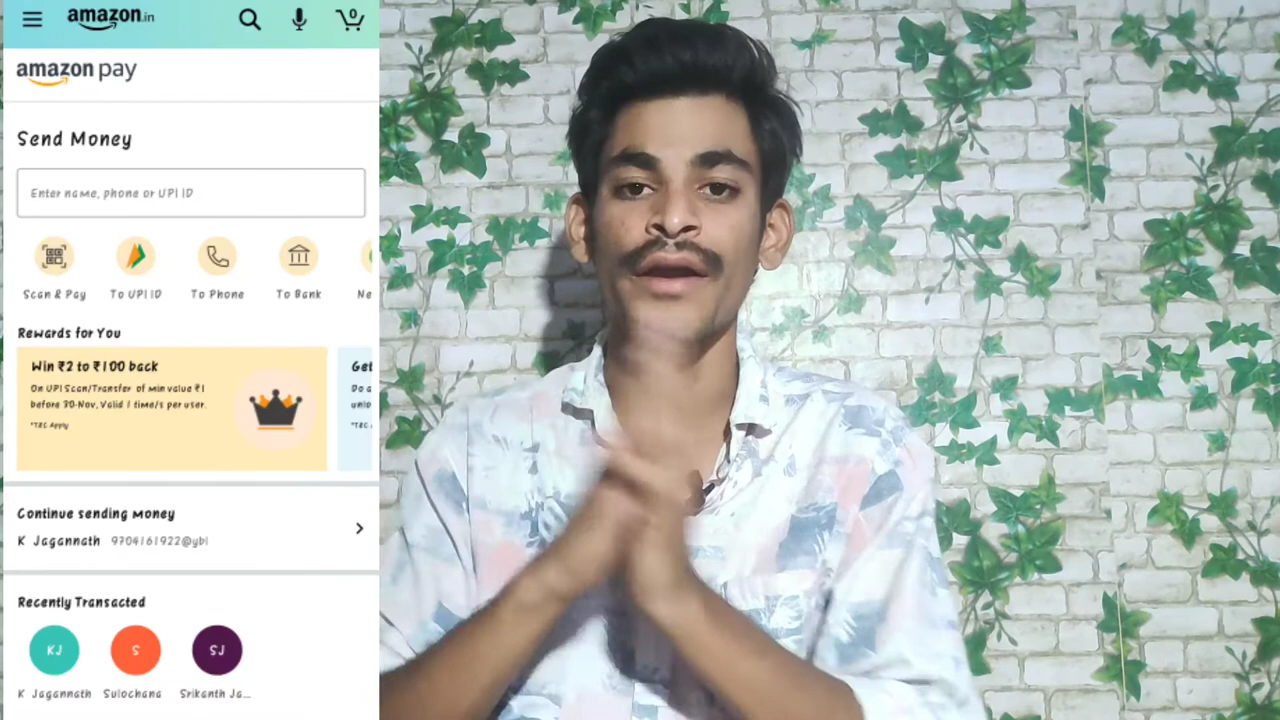 amazon.in
0
amazon pay
Send Money
Enter name, phone or UPI ID
Scan & Pay To UPI ID To Phone To Bank Ne
Rewards for You
Win ₹2 to ₹100 back
On UPI Scan/Transfer of min value ₹1
before 30-Nov, Valid 1 time/s per user.
*T&C Apply
Get
Do a
unlo
*T&C
Continue sending money
K Jagannath 9704161922@ybl
Recently Transacted
KJ S SJ
K Jagannath Sulochana Srikanth Ja...